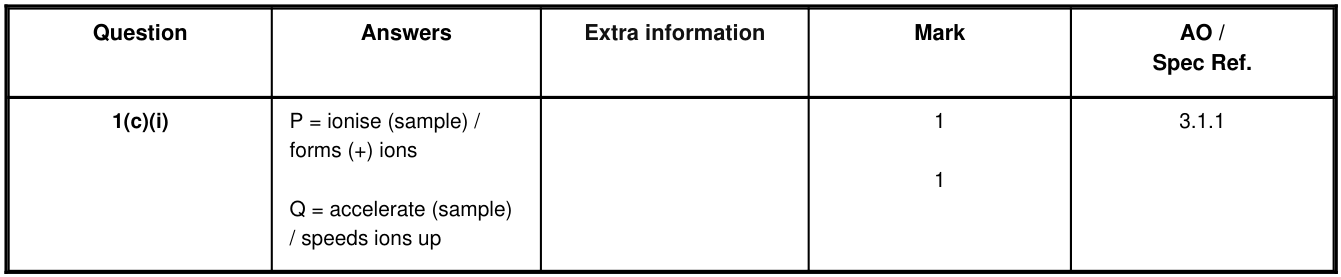 Question Answers Extra information Mark AO /
Spec Ref.
1(c)(i) P = ionise (sample) / 1 3.1.1
forms (+) ions
1
Q = accelerate (sample)
/ speeds ions up